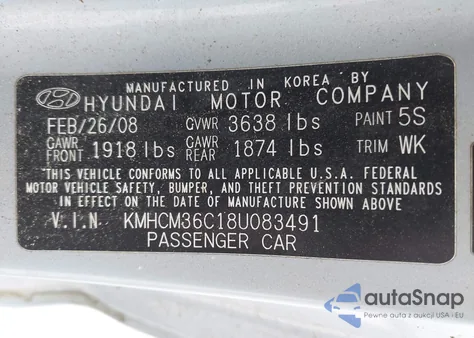 MANUFACTURED IN KOREA BY
HYUNDAI MOTOR COMPANY
FEB/26/08 GVWR 3638 lbs PAINT 5S
GAWR FRONT 1918 lbs GAWR REAR 1874 lbs TRIM WK
THIS VEHICLE CONFORMS TO ALL APPLICABLE U.S.A. FEDERAL
MOTOR VEHICLE SAFETY, BUMPER, AND THEFT PREVENTION
STANDARDS IN EFFECT ON THE DATE OF MANUFACTURE SHOWN ABOVE.
V.I.N. KMHCM36C18U083491
PASSENGER CAR
autaSnap
Pewne auta z aukcji USA i EU